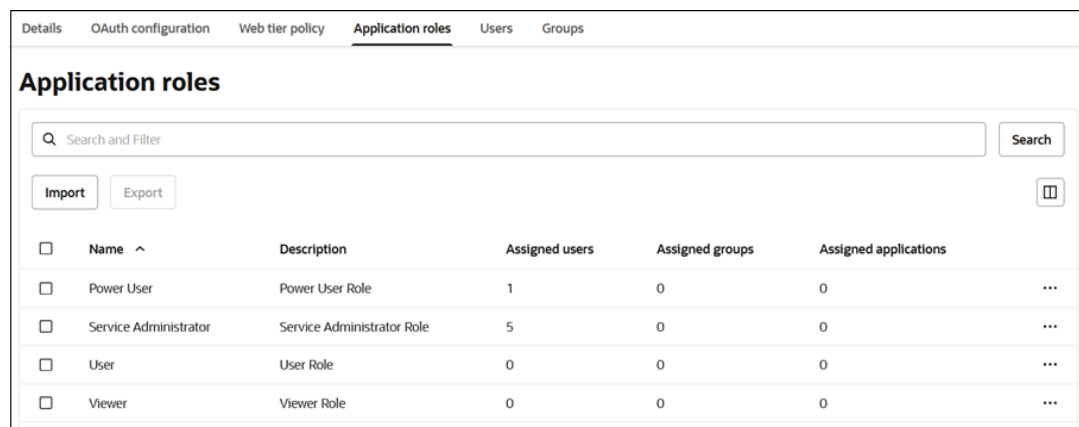 Details OAuth configuration Web tier policy Application roles Users Groups
Application roles
Search and Filter Search
Import Export
Name Description Assigned users Assigned groups Assigned applications
Power User Power User Role 1 0 0 ...
Service Administrator Service Administrator Role 5 0 0 ...
User User Role 0 0 0 ...
Viewer Viewer Role 0 0 0 ...